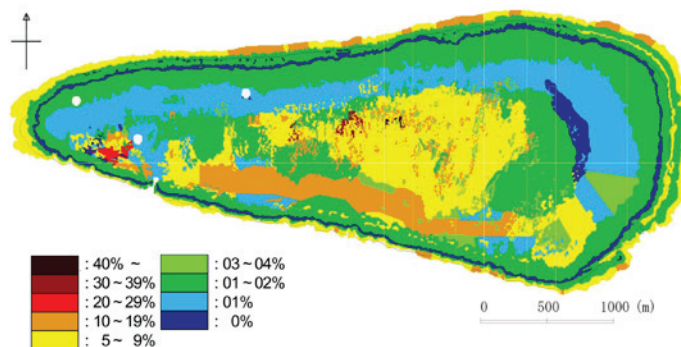 : 40% ~
: 30 ~ 39%
: 20 ~ 29%
: 10 ~ 19%
: 5 ~ 9%
: 03 ~ 04%
: 01 ~ 02%
: 01%
: 0%
0 500 1000 (m)